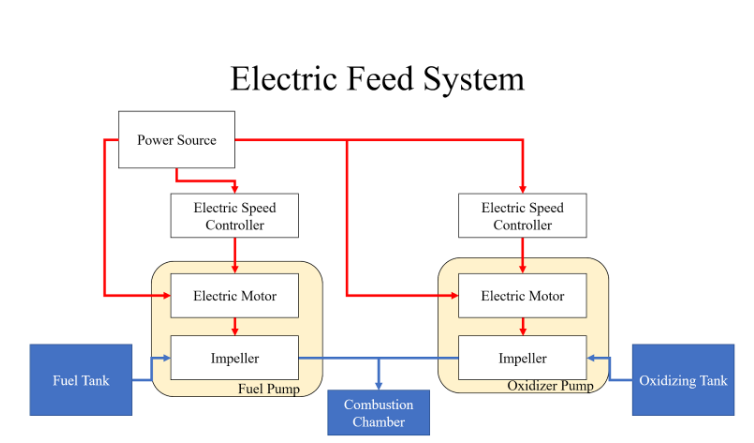 Electric Feed System
Power Source
Electric Speed
Controller
Electric Speed
Controller
Electric Motor
Electric Motor
Impeller
Impeller
Fuel Tank
Fuel Pump
Oxidizer Pump
Oxidizing Tank
Combustion
Chamber